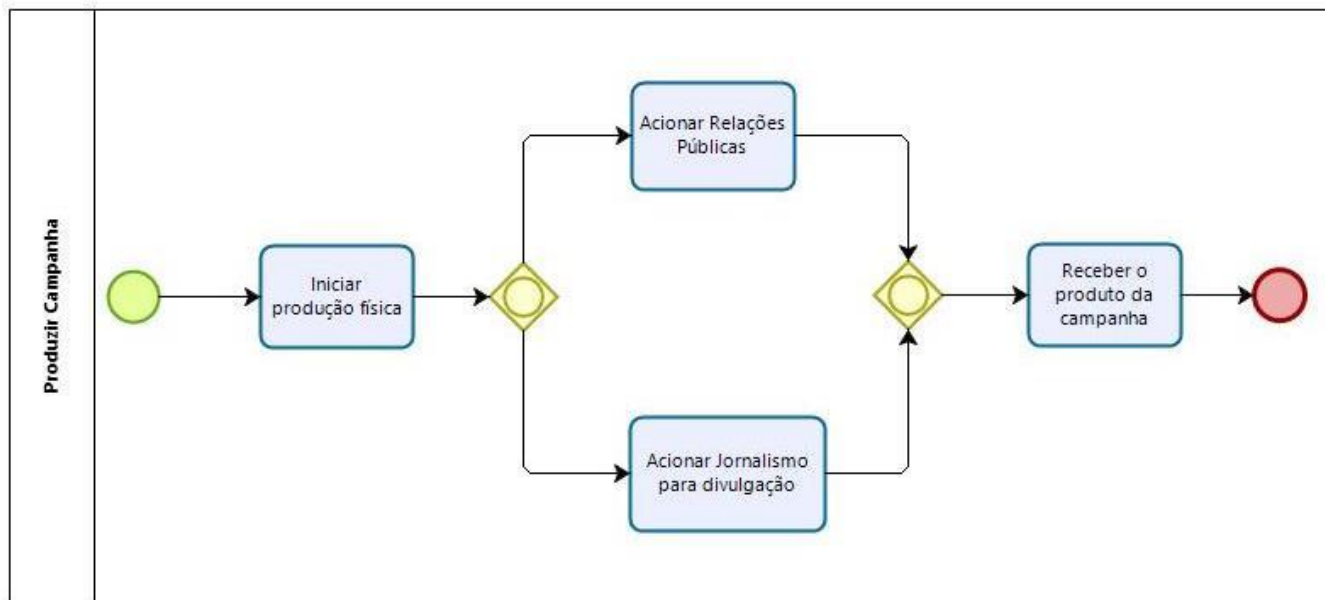 Produzir Campanha
Iniciar
produção física
Acionar Relações
Públicas
Acionar Jornalismo
para divulgação
Receber o
produto da
campanha